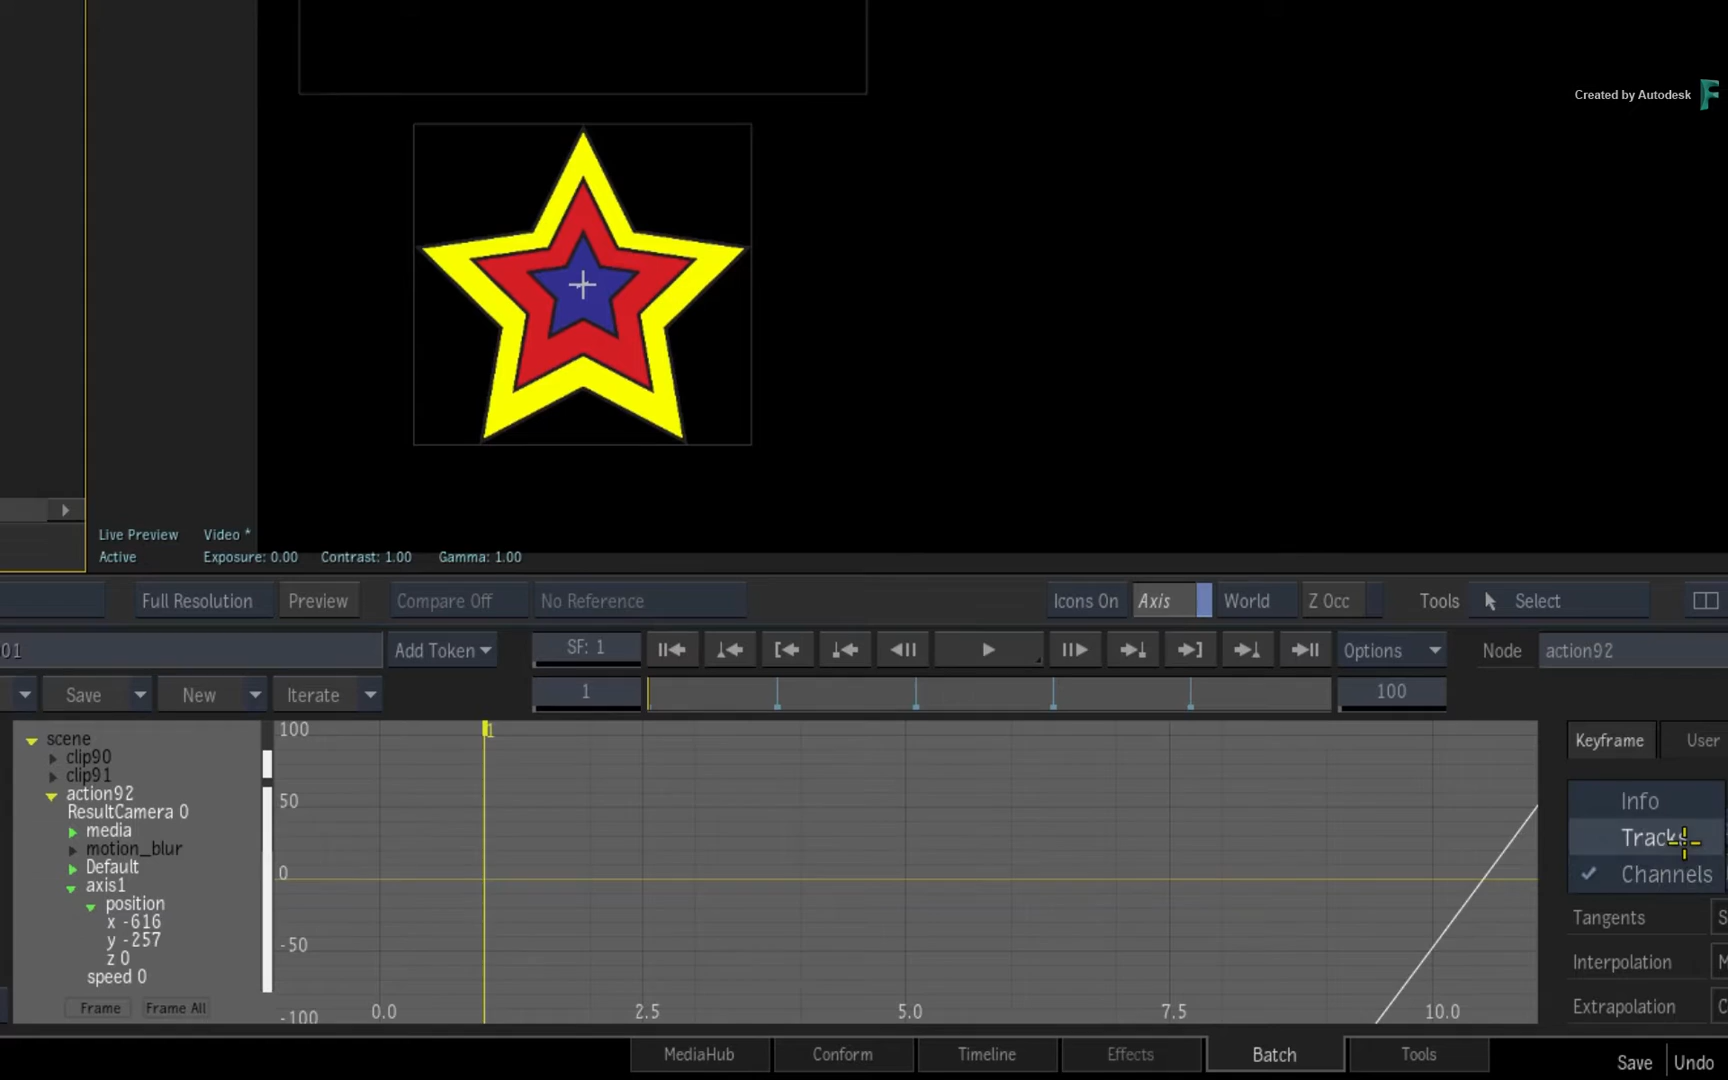 Created by Autodesk
Live Preview Video *
Active Exposure: 0.00 Contrast: 1.00 Gamma: 1.00
Full Resolution Preview Compare Off No Reference Icons On Axis World Z Occ Tools Select
01 Add Token SF: 1 Options Node action92
Save New Iterate 1 100
scene
clip90
clip91
action92
ResultCamera 0
media
motion_blur
Default
axis1
position
x -616
y -257
z 0
speed 0
Frame Frame All
100
50
0
-50
-100
1
0.0 2.5 5.0 7.5 10.0
Keyframe User
Info
Tracks
Channels
Tangents S
Interpolation M
Extrapolation C
MediaHub Conform Timeline Effects Batch Tools Save Undo